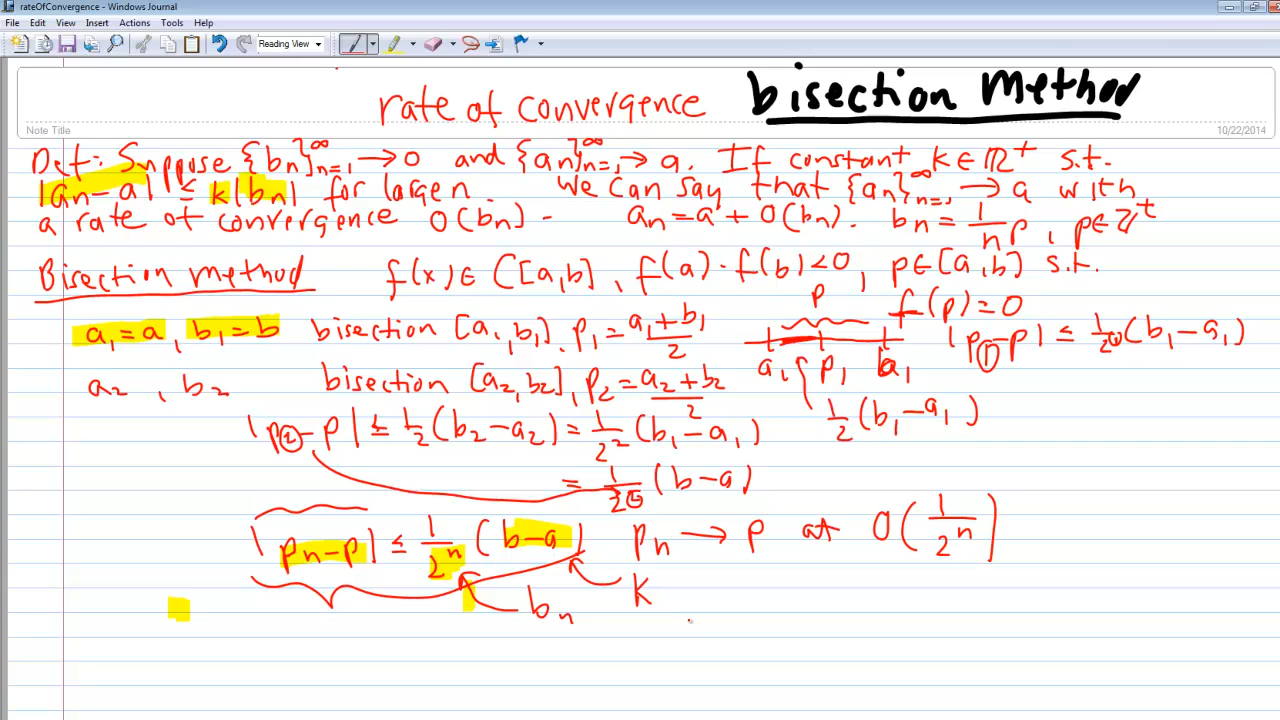 rateOfConvergence - Windows Journal
File Edit View Insert Actions Tools Help
Reading View
rate of convergence bisection Method
Note Title 10/22/2014
Def: Suppose {bn}∞n=1 → 0 and {an}∞n=1 → a. If constant k ∈ ℝ⁺ s.t.
|an - a| ≤ k|bn| for large n We can say that {an}∞n=1 → a with
a rate of convergence O(bn) - an = a + O(bn). bn = 1/n^p, p ∈ ℤ⁺
Bisection method f(x) ∈ C[a,b], f(a)·f(b) < 0, p ∈ [a,b] s.t.
f(p) = 0
a₁ = a, b₁ = b bisection [a₁,b₁], p₁ = (a₁+b₁)/2 p |p₁ - p| ≤ 1/2¹ (b₁ - a₁)
a₁ p₁ b₁
a₂, b₂ bisection [a₂,b₂], p₂ = (a₂+b₂)/2
1/2 (b₁ - a₁)
|p₂ - p| ≤ 1/2 (b₂ - a₂) = 1/2² (b₁ - a₁)
= 1/2² (b - a)
|pn - p| ≤ 1/2ⁿ (b - a) pn → p at O(1/2ⁿ)
bn K